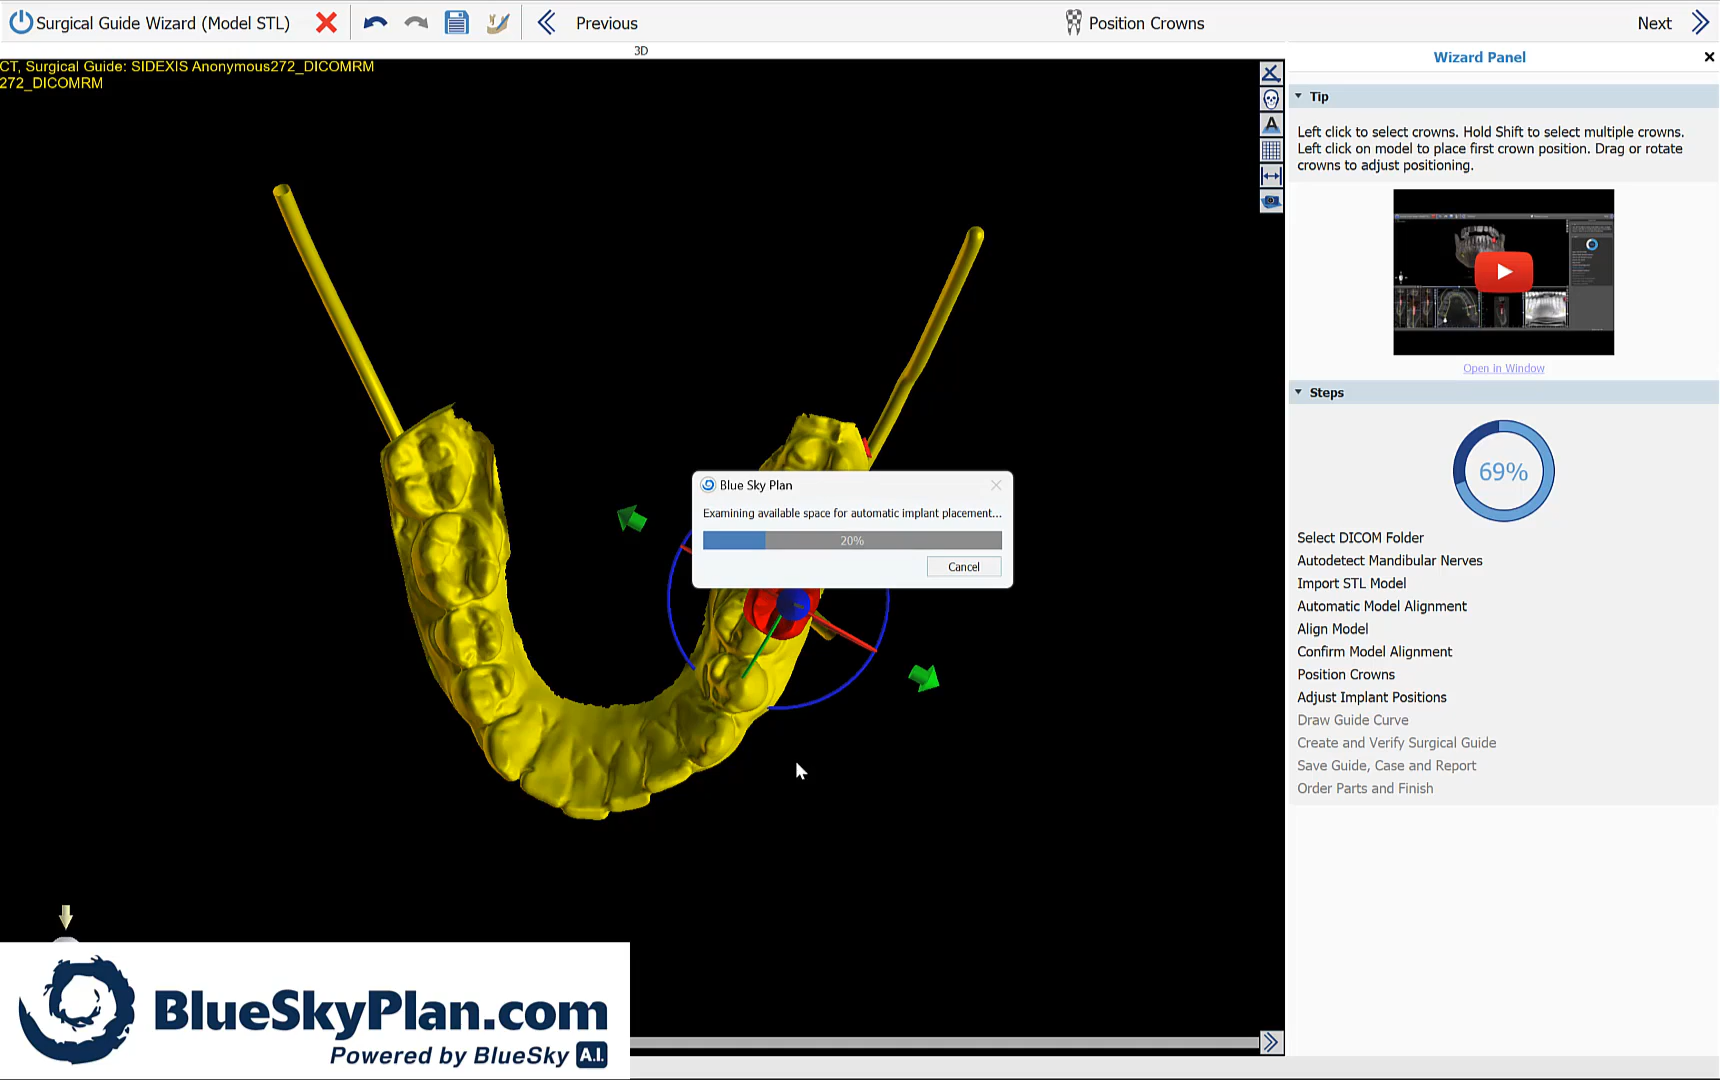 Surgical Guide Wizard (Model STL)
Previous
Position Crowns
Next
3D
CT, Surgical Guide: SIDEXIS Anonymous272_DICOMRM
272_DICOMRM
A
Wizard Panel
Tip
Left click to select crowns. Hold Shift to select multiple crowns.
Left click on model to place first crown position. Drag or rotate
crowns to adjust positioning.
Open in Window
Steps
69%
Select DICOM Folder
Autodetect Mandibular Nerves
Import STL Model
Automatic Model Alignment
Align Model
Confirm Model Alignment
Position Crowns
Adjust Implant Positions
Draw Guide Curve
Create and Verify Surgical Guide
Save Guide, Case and Report
Order Parts and Finish
Blue Sky Plan
Examining available space for automatic implant placement...
20%
Cancel
BlueSkyPlan.com
Powered by BlueSky A.I.